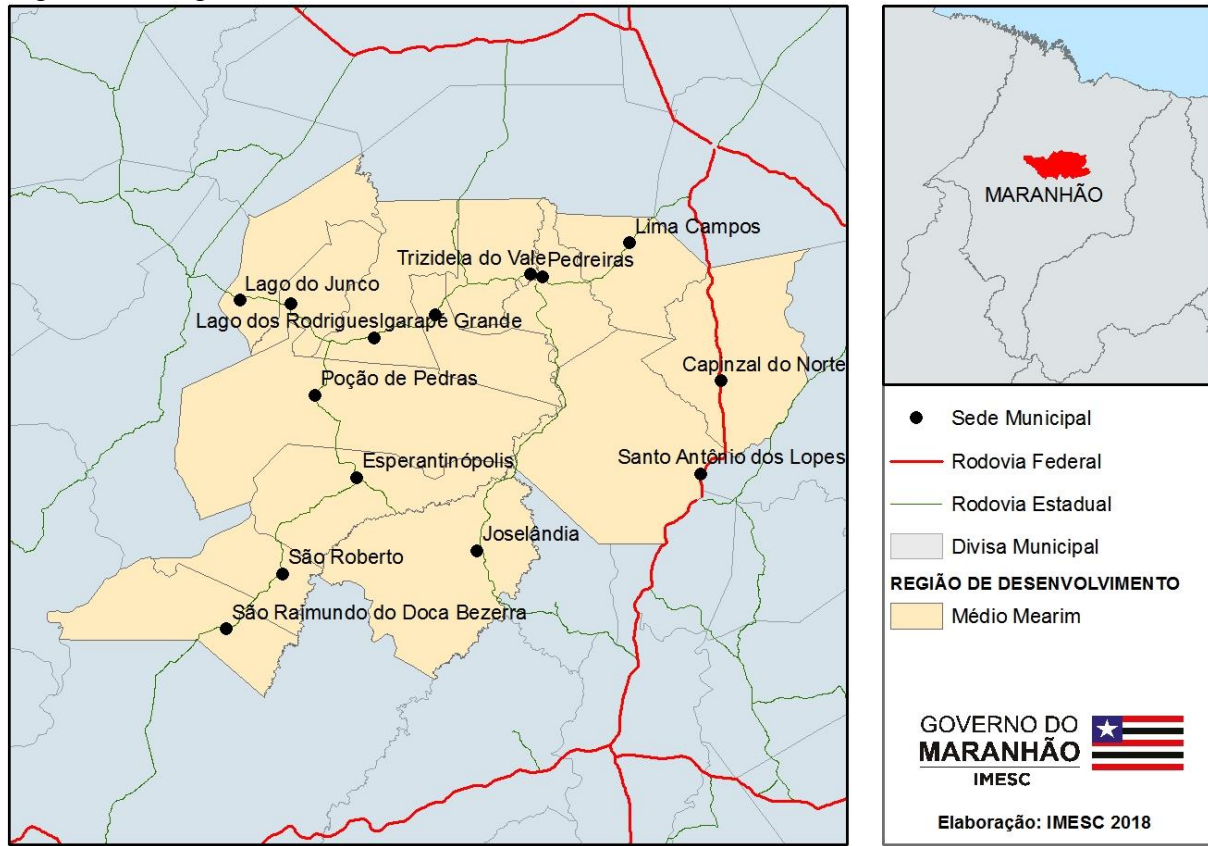 Lima Campos
Trizidela do Vale
Pedreiras
Lago do Junco
Lago dos Rodrigues
Igarapé Grande
Capinzal do Norte
Poção de Pedras
Esperantinópolis
Santo Antônio dos Lopes
Joselândia
São Roberto
São Raimundo do Doca Bezerra
MARANHÃO
Sede Municipal
Rodovia Federal
Rodovia Estadual
Divisa Municipal
REGIÃO DE DESENVOLVIMENTO
Médio Mearim
GOVERNO DO
MARANHÃO
IMESC
Elaboração: IMESC 2018